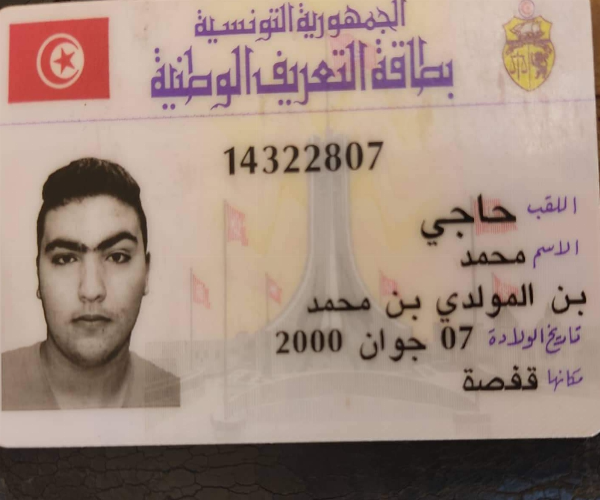 الجمهورية التونسية
بطاقة التعريف الوطنية
14322807
اللقب حاجي
الاسم محمد
بن المولدي بن محمد
تاريخ الولادة 07 جوان 2000
مكانها قفصة